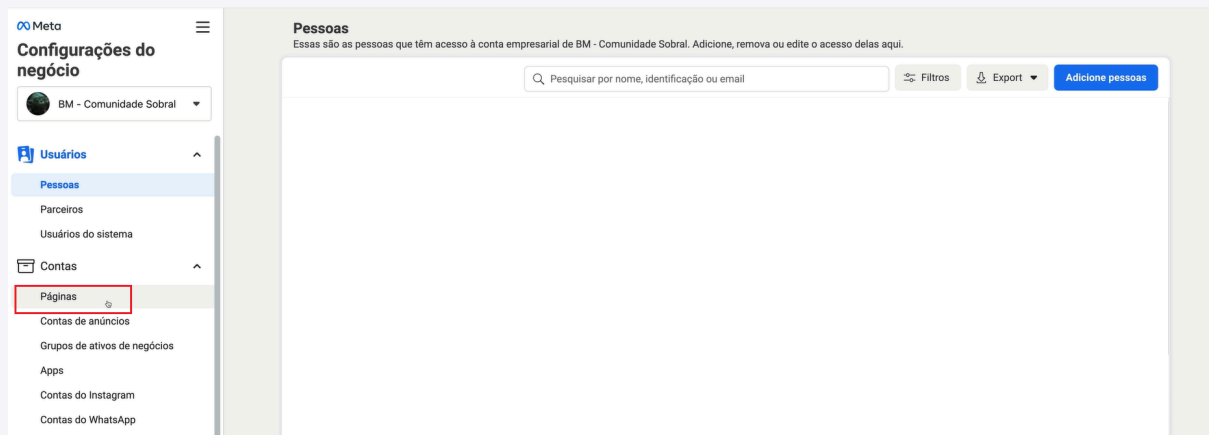 Meta
Configurações do
negócio
BM - Comunidade Sobral
Usuários
Pessoas
Parceiros
Usuários do sistema
Contas
Páginas
Contas de anúncios
Grupos de ativos de negócios
Apps
Contas do Instagram
Contas do WhatsApp
Pessoas
Essas são as pessoas que têm acesso à conta empresarial de BM - Comunidade Sobral. Adicione, remova ou edite o acesso delas aqui.
Pesquisar por nome, identificação ou email
Filtros
Export
Adicione pessoas